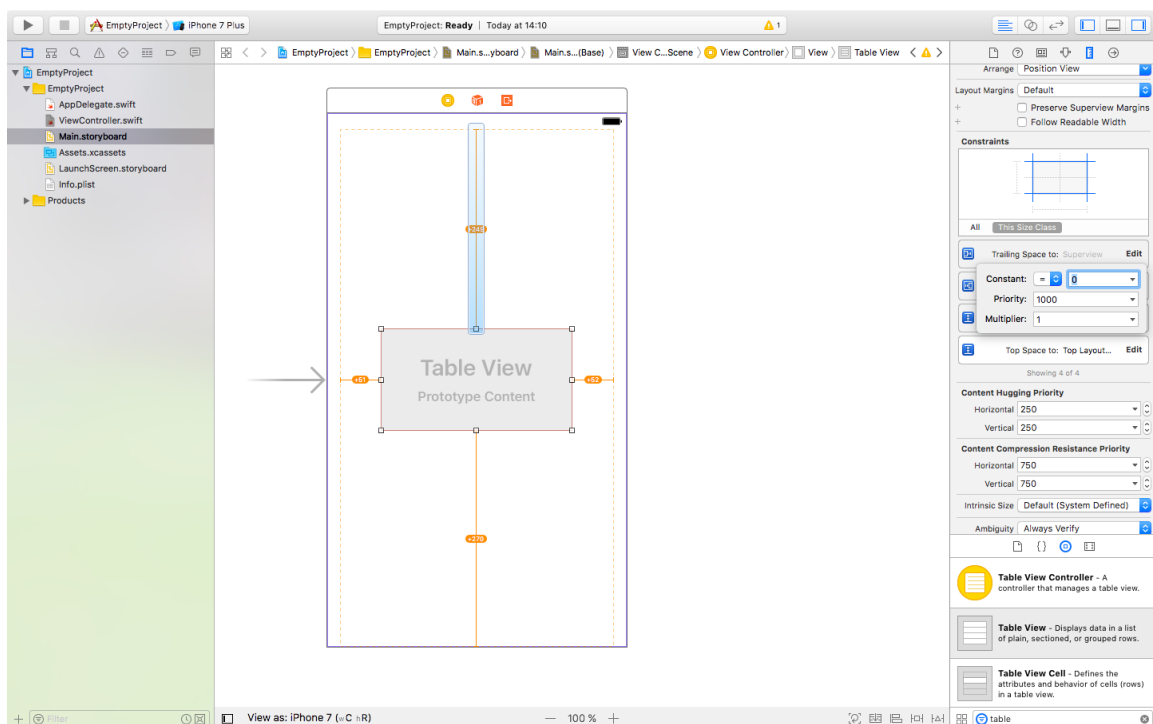 EmptyProject 〉 iPhone 7 Plus
EmptyProject: Ready | Today at 14:10
1
EmptyProject 〉 EmptyProject 〉 Main.s...yboard 〉 Main.s...(Base) 〉 View C...Scene 〉 View Controller 〉 View 〉 Table View
EmptyProject
EmptyProject
AppDelegate.swift
ViewController.swift
Main.storyboard
Assets.xcassets
LaunchScreen.storyboard
Info.plist
Products
Filter
Table View
Prototype Content
+51
+52
+270
View as: iPhone 7 (wC hR)
— 100 % +
Arrange Position View
Layout Margins Default
+ Preserve Superview Margins
+ Follow Readable Width
Constraints
All This Size Class
Trailing Space to: Superview Edit
Constant: = 0
Priority: 1000
Multiplier: 1
Top Space to: Top Layout... Edit
Showing 4 of 4
Content Hugging Priority
Horizontal 250
Vertical 250
Content Compression Resistance Priority
Horizontal 750
Vertical 750
Intrinsic Size Default (System Defined)
Ambiguity Always Verify
{ }
Table View Controller - A
controller that manages a table view.
Table View - Displays data in a list
of plain, sectioned, or grouped rows.
Table View Cell - Defines the
attributes and behavior of cells (rows)
in a table view.
table